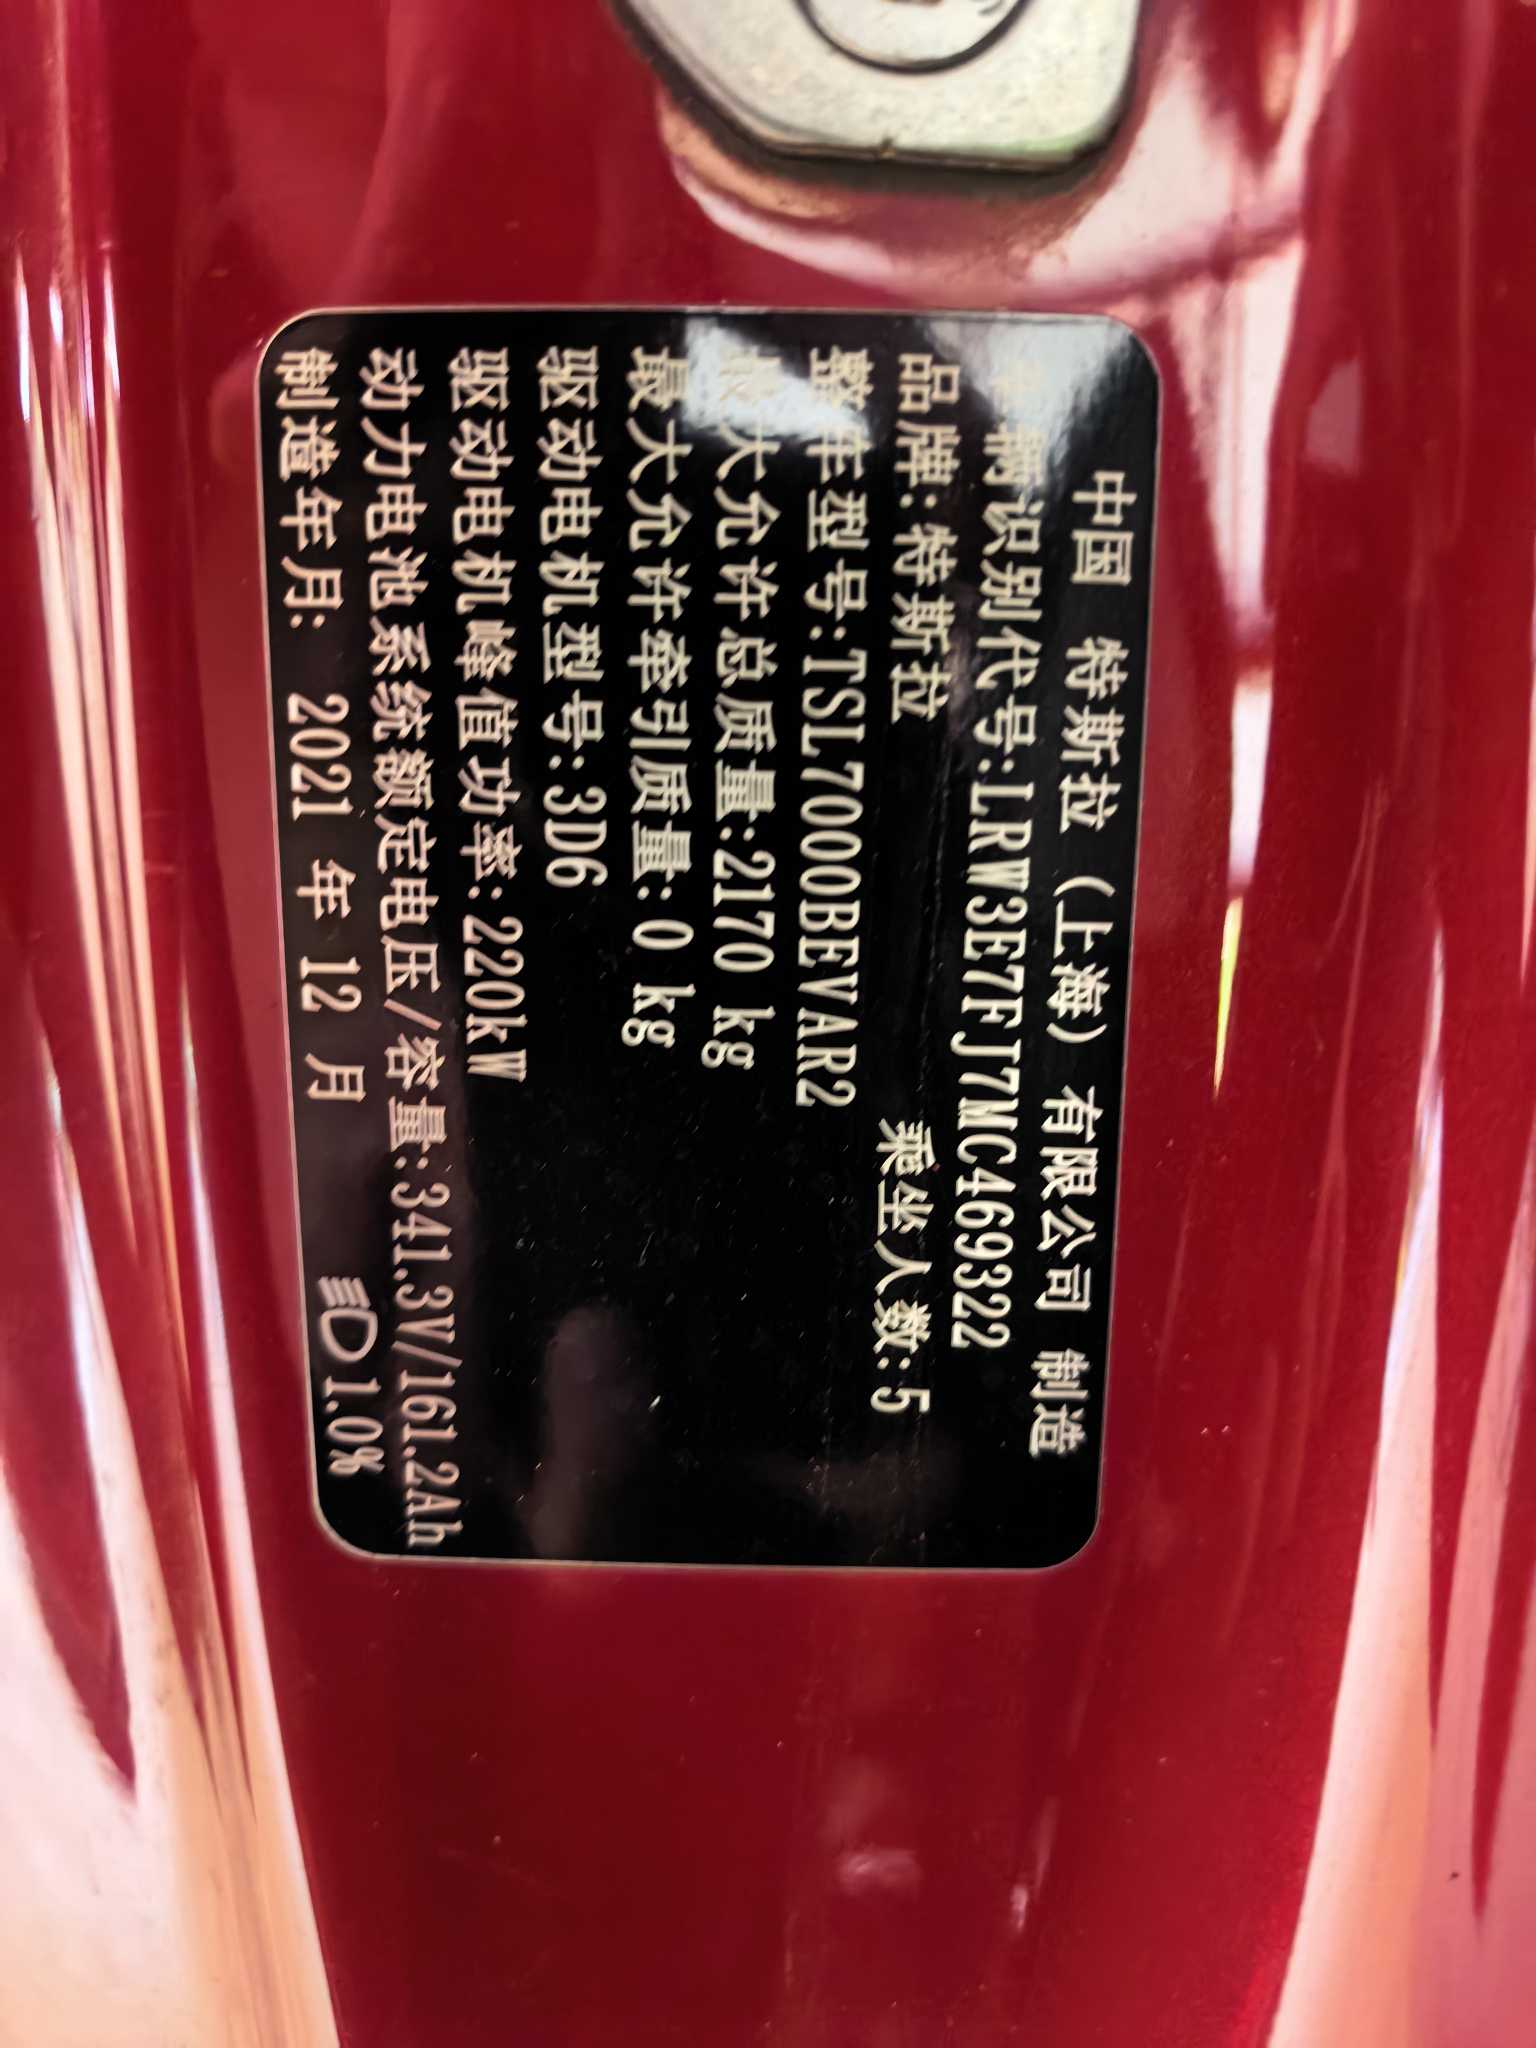 中国 特斯拉（上海）有限公司 制造
车辆识别代号:LRW3E7FJ7MC469322
品牌:特斯拉 乘坐人数:5
整车型号:TSL7000BEVAR2
最大允许总质量:2170 kg
最大允许牵引质量: 0 kg
驱动电机型号:3D6
驱动电机峰值功率:220kW
动力电池系统额定电压/容量:341.3V/161.2Ah
制造年月: 2021 年 12 月 1.0%